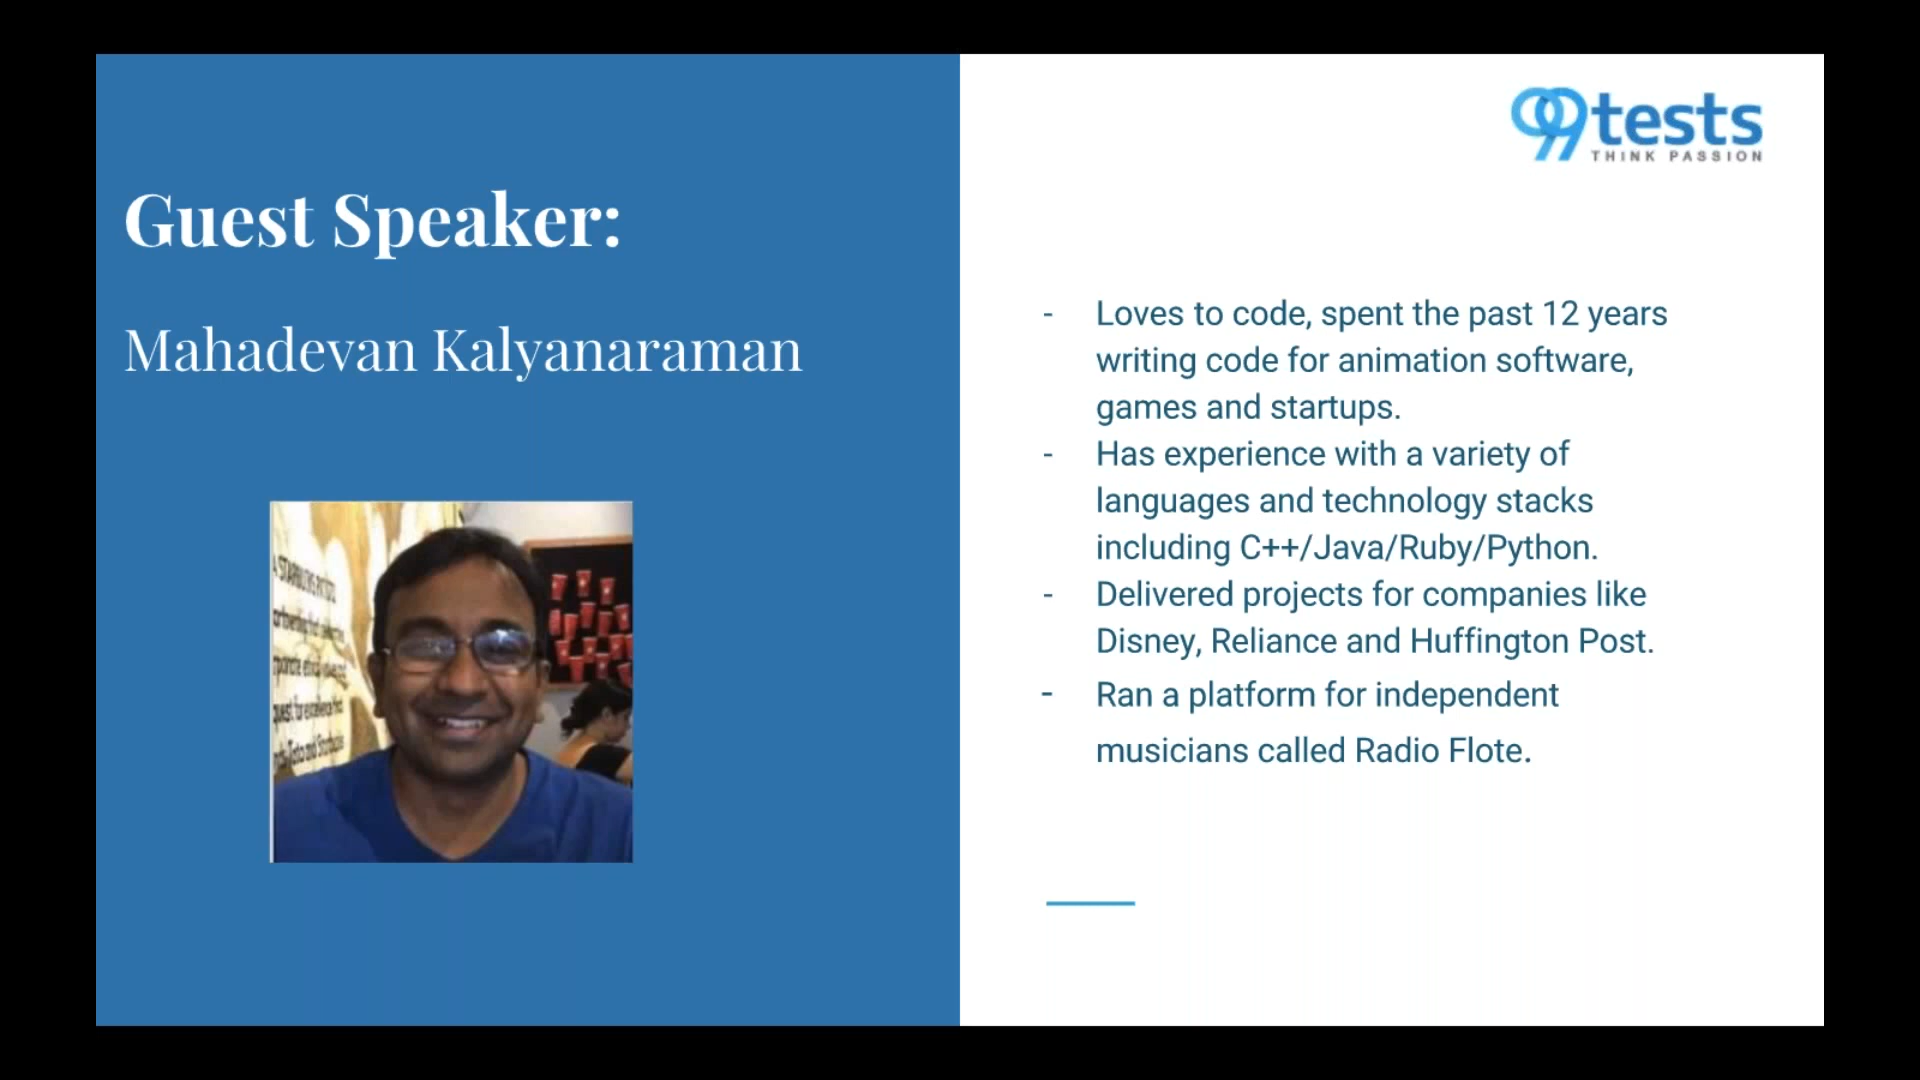 Guest Speaker:
Mahadevan Kalyanaraman
99tests
THINK PASSION
- Loves to code, spent the past 12 years
writing code for animation software,
games and startups.
- Has experience with a variety of
languages and technology stacks
including C++/Java/Ruby/Python.
- Delivered projects for companies like
Disney, Reliance and Huffington Post.
- Ran a platform for independent
musicians called Radio Flote.